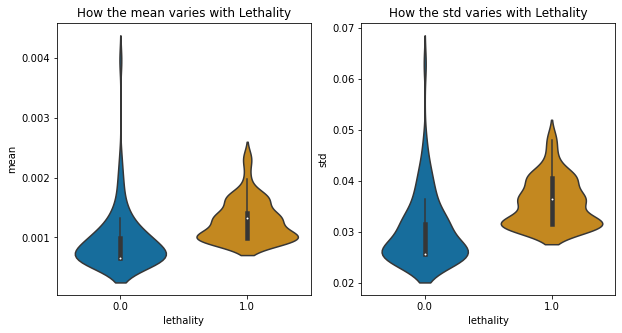 How the mean varies with Lethality
mean
0.004
0.003
0.002
0.001
0.0
1.0
lethality
How the std varies with Lethality
std
0.07
0.06
0.05
0.04
0.03
0.02
0.0
1.0
lethality